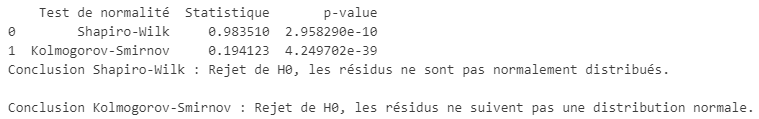 Test de normalité Statistique p-value
0 Shapiro-Wilk 0.983510 2.958290e-10
1 Kolmogorov-Smirnov 0.194123 4.249702e-39
Conclusion Shapiro-Wilk : Rejet de H0, les résidus ne sont pas normalement distribués.
Conclusion Kolmogorov-Smirnov : Rejet de H0, les résidus ne suivent pas une distribution normale.